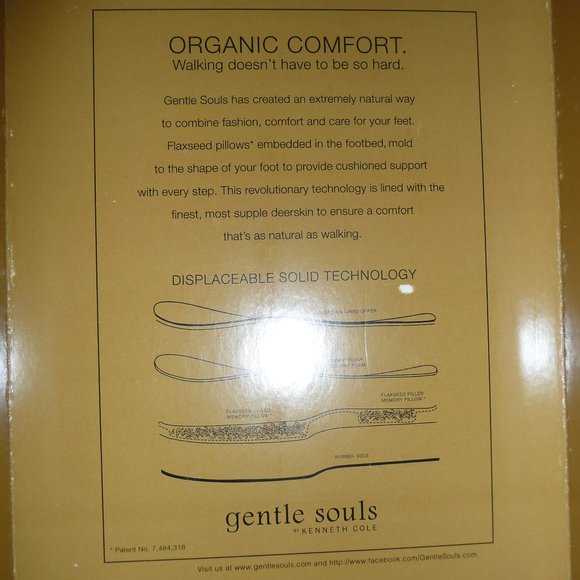 ORGANIC COMFORT.
Walking doesn't have to be so hard.
Gentle Souls has created an extremely natural way
to combine fashion, comfort and care for your feet.
Flaxseed pillows* embedded in the footbed, mold
to the shape of your foot to provide cushioned support
with every step. This revolutionary technology is lined with the
finest, most supple deerskin to ensure a comfort
that's as natural as walking.
DISPLACEABLE SOLID TECHNOLOGY
LINED UPPER
FOAM
FLAXSEED FILLED
MEMORY PILLOW*
FLAXSEED FILLED
MEMORY PILLOW*
RUBBER SOLE
gentle souls
BY KENNETH COLE
* Patent No. 7,484,318
Visit us at www.gentlesouls.com and http://www.facebook.com/GentleSouls.com.